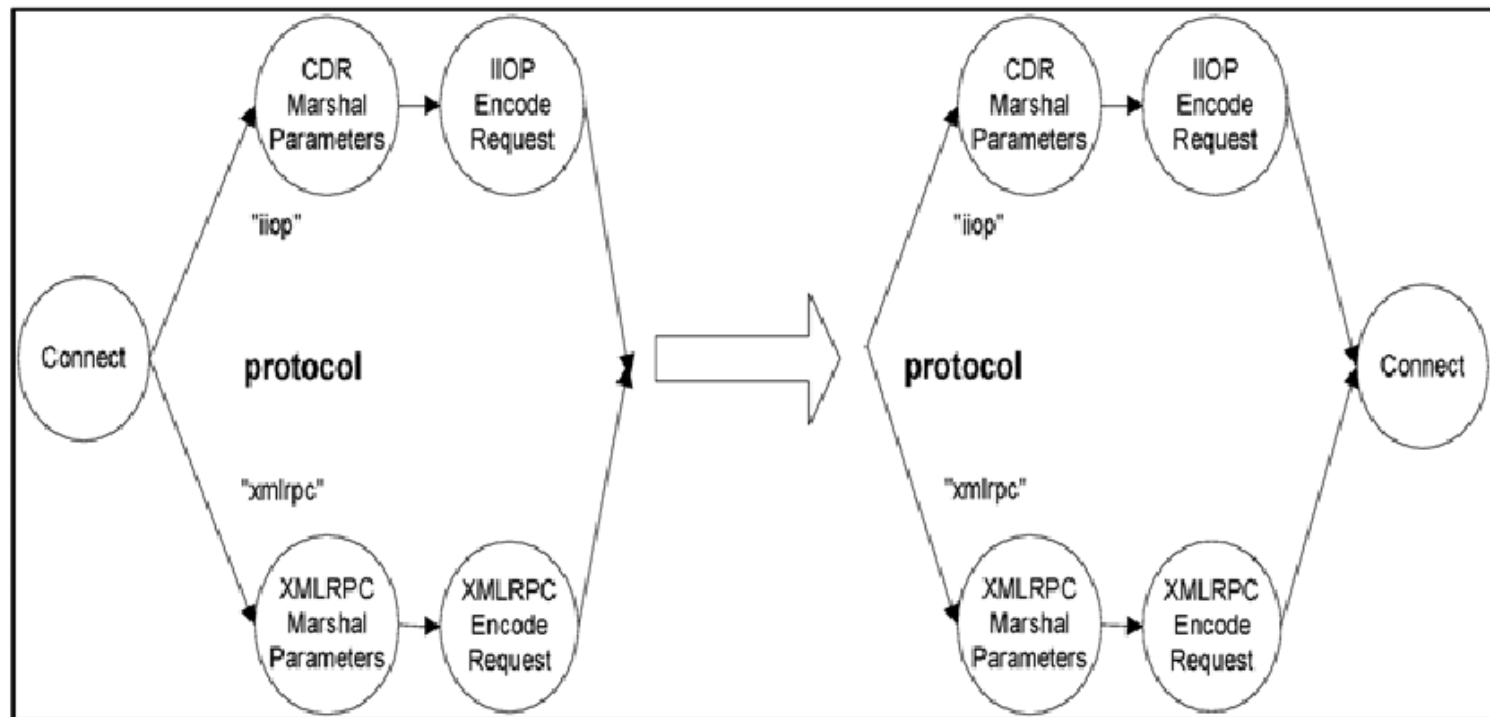 CDR
Marshal
Parameters
IIOP
Encode
Request
"iiop"
Connect
protocol
"xmlrpc"
XMLRPC
Marshal
Parameters
XMLRPC
Encode
Request
CDR
Marshal
Parameters
IIOP
Encode
Request
"iiop"
protocol
Connect
"xmlrpc"
XMLRPC
Marshal
Parameters
XMLRPC
Encode
Request